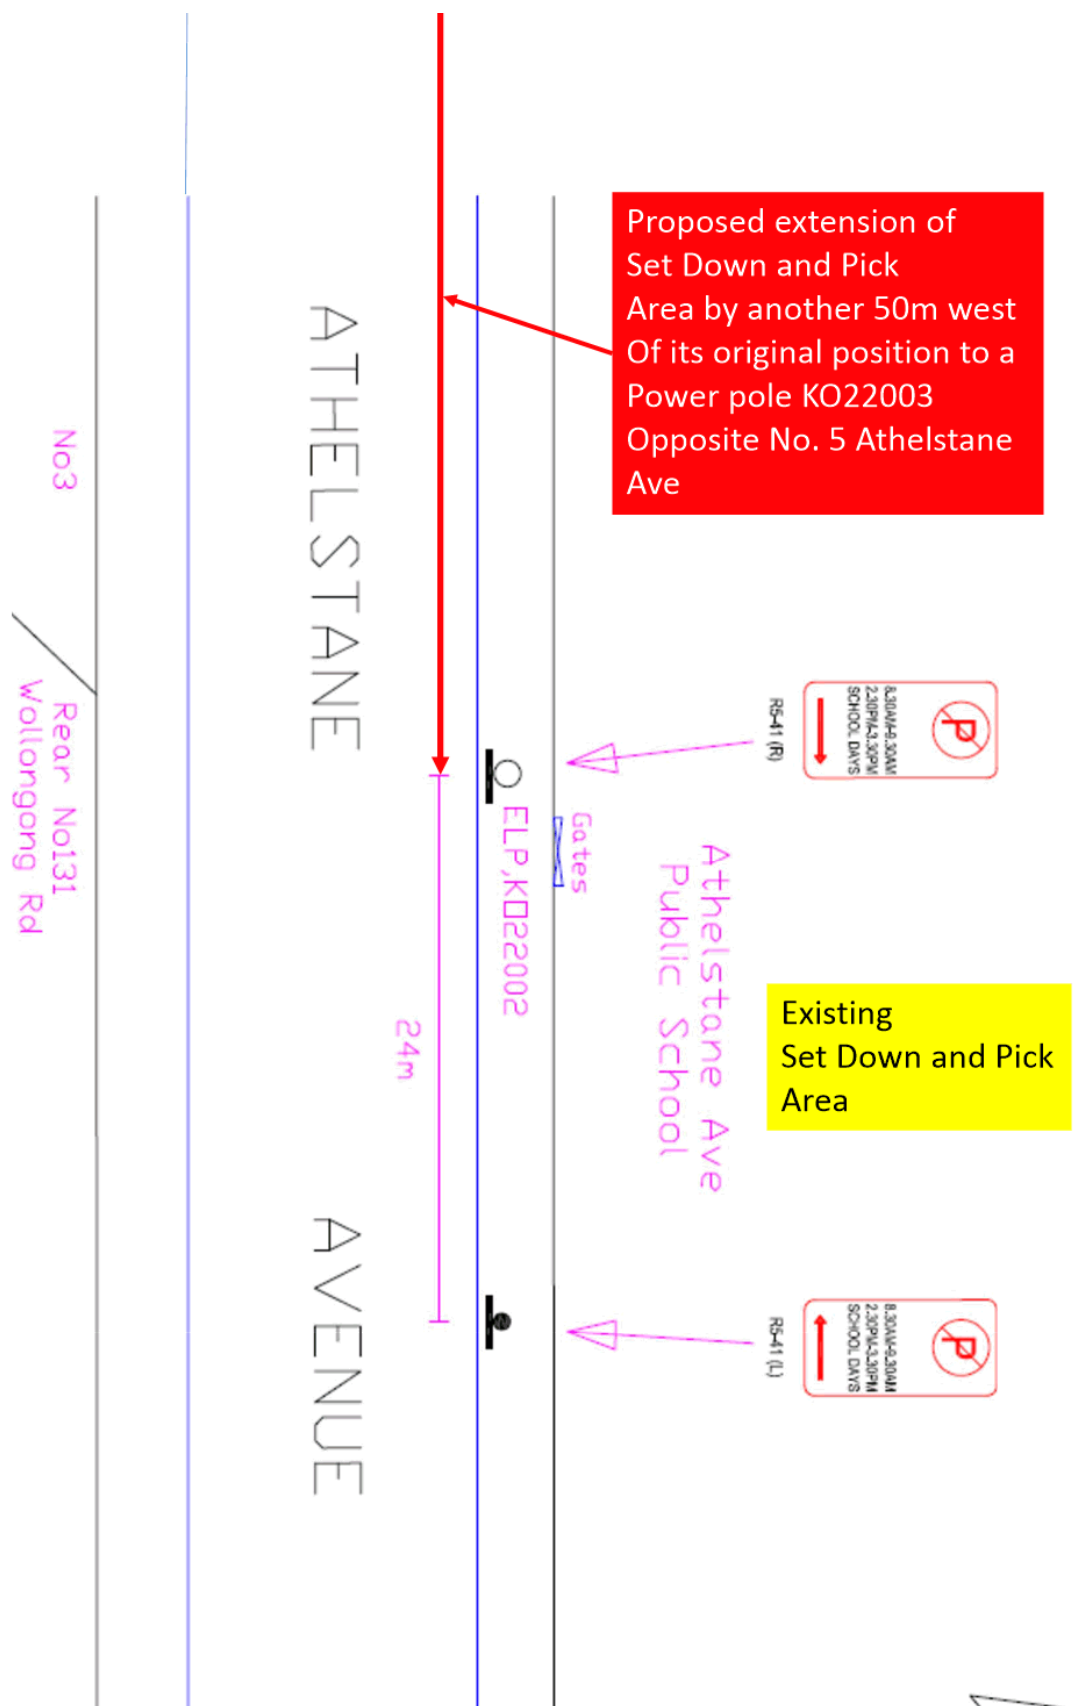 Proposed extension of
Set Down and Pick
Area by another 50m west
Of its original position to a
Power pole KO22003
Opposite No. 5 Athelstane
Ave
ATHELSTANE
AVENUE
No3
Rear No131
Wollongong Rd
P
8.30AM-9.30AM
2.30PM-3.30PM
SCHOOL DAYS
R5-41 (R)
Gates
ELP,KO22002
24m
Athelstane Ave
Public School
Existing
Set Down and Pick
Area
P
8.30AM-9.30AM
2.30PM-3.30PM
SCHOOL DAYS
R5-41 (L)